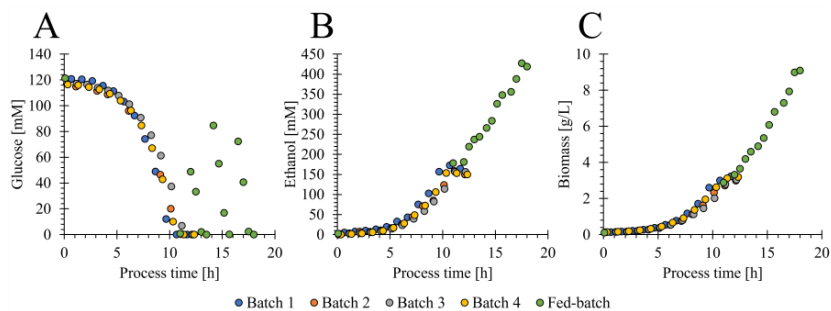 A
B
C
140
120
100
80
60
40
20
0
Glucose [mM]
0 5 10 15 20
Process time [h]
450
400
350
300
250
200
150
100
50
0
Ethanol [mM]
0 5 10 15 20
Process time [h]
10
8
6
4
2
0
Biomass [g/L]
0 5 10 15 20
Process time [h]
Batch 1 Batch 2 Batch 3 Batch 4 Fed-batch